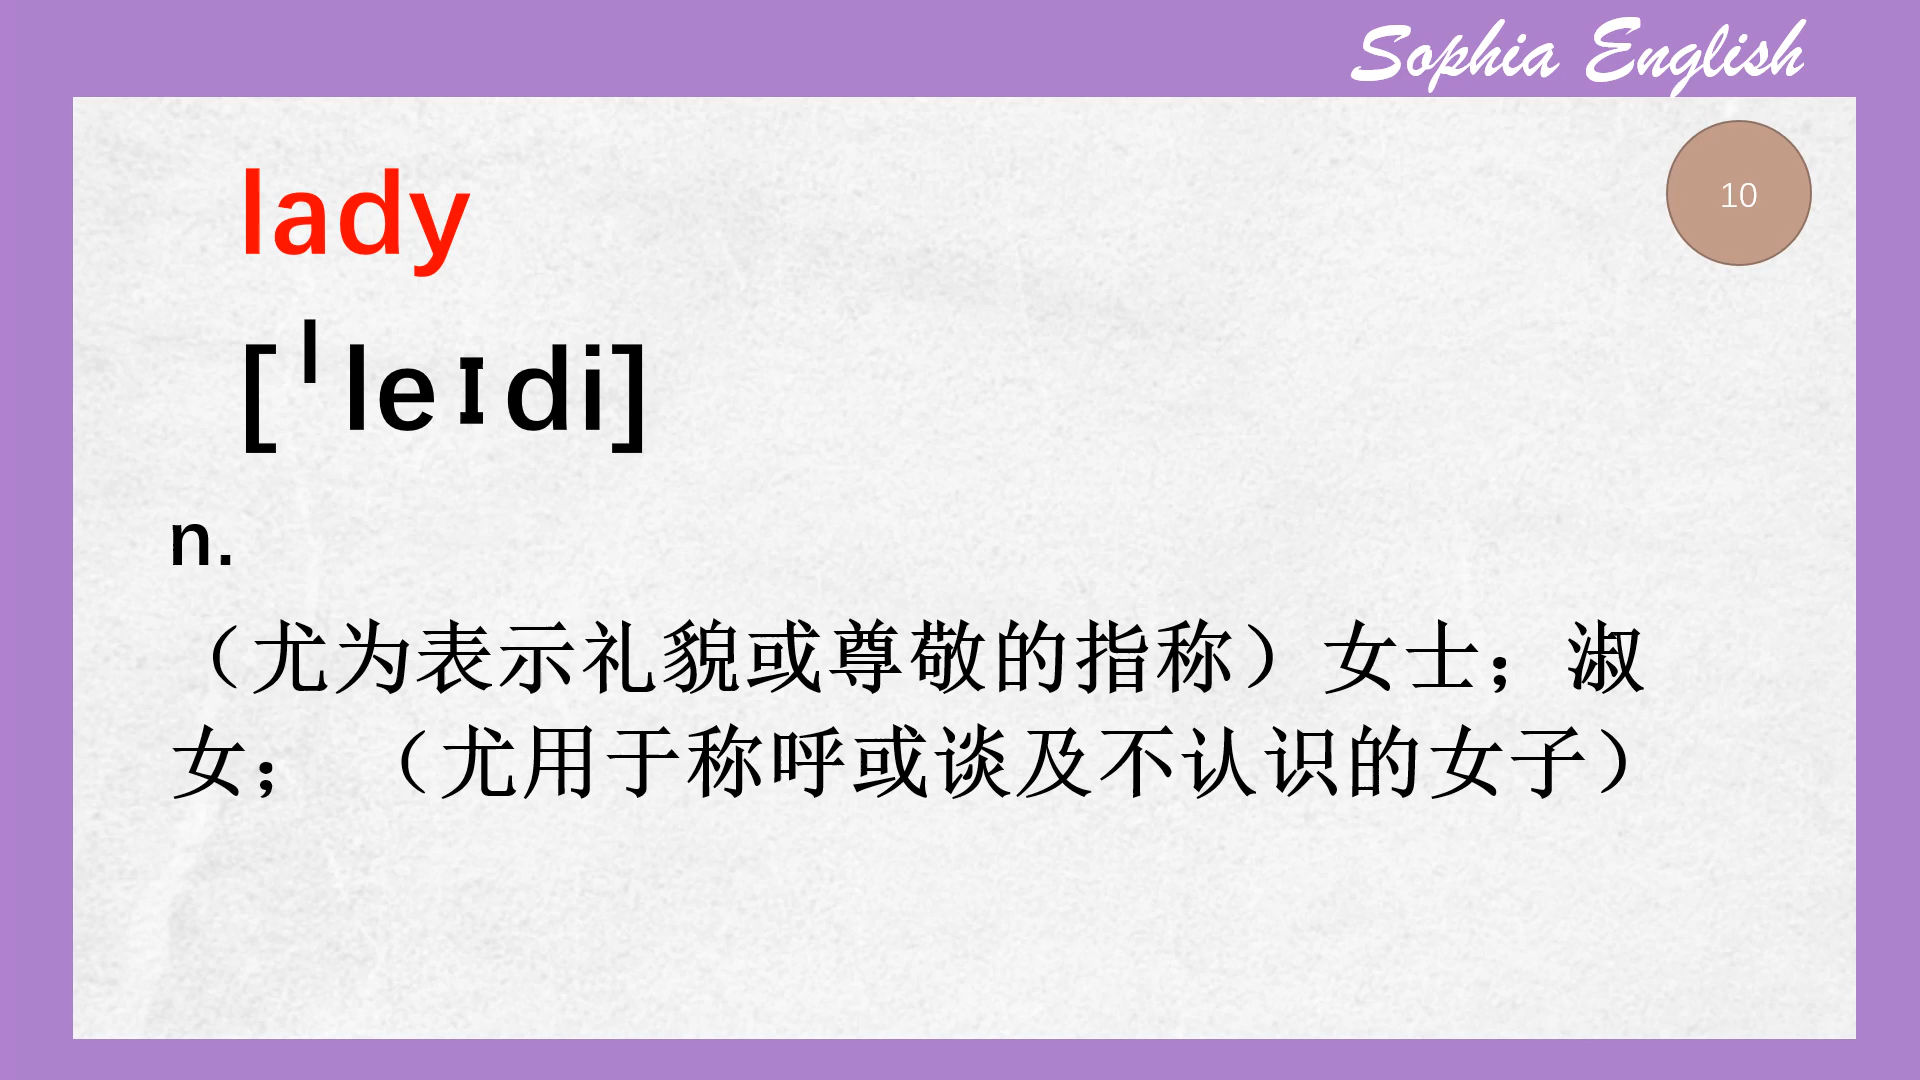 Sophia English
10
lady
[ˈleɪdi]
n.
（尤为表示礼貌或尊敬的指称）女士；淑
女； （尤用于称呼或谈及不认识的女子）